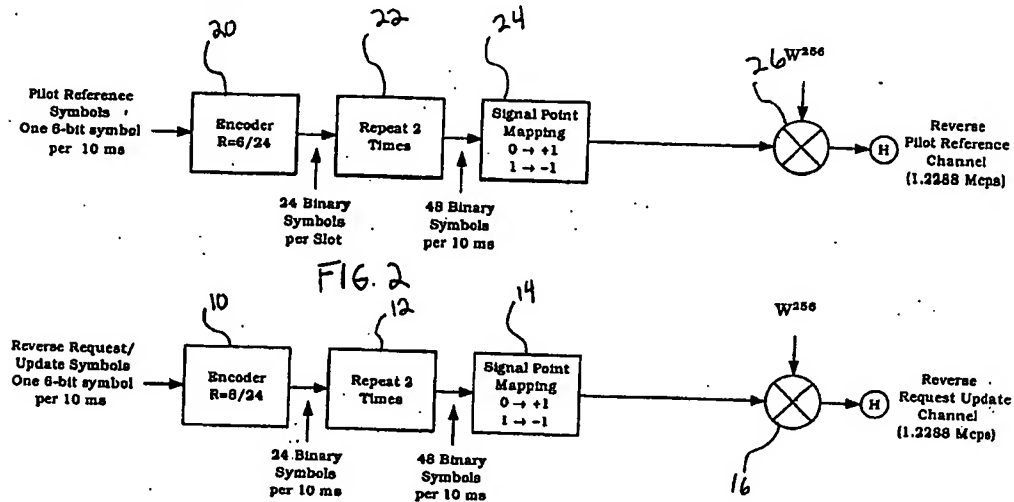 20
22
24
26
W256
Pilot Reference
Symbols
One 6-bit symbol
per 10 ms
Encoder
R=6/24
Repeat 2
Times
Signal Point
Mapping
0 → +1
1 → -1
H
Reverse
Pilot Reference
Channel
(1.2288 Mcps)
24 Binary
Symbols
per Slot
48 Binary
Symbols
per 10 ms
FIG. 2
10
12
14
W256
Reverse Request/
Update Symbols
One 6-bit symbol
per 10 ms
Encoder
R=6/24
Repeat 2
Times
Signal Point
Mapping
0 → +1
1 → -1
H
Reverse
Request Update
Channel
(1.2288 Mcps)
24 Binary
Symbols
per 10 ms
48 Binary
Symbols
per 10 ms
16